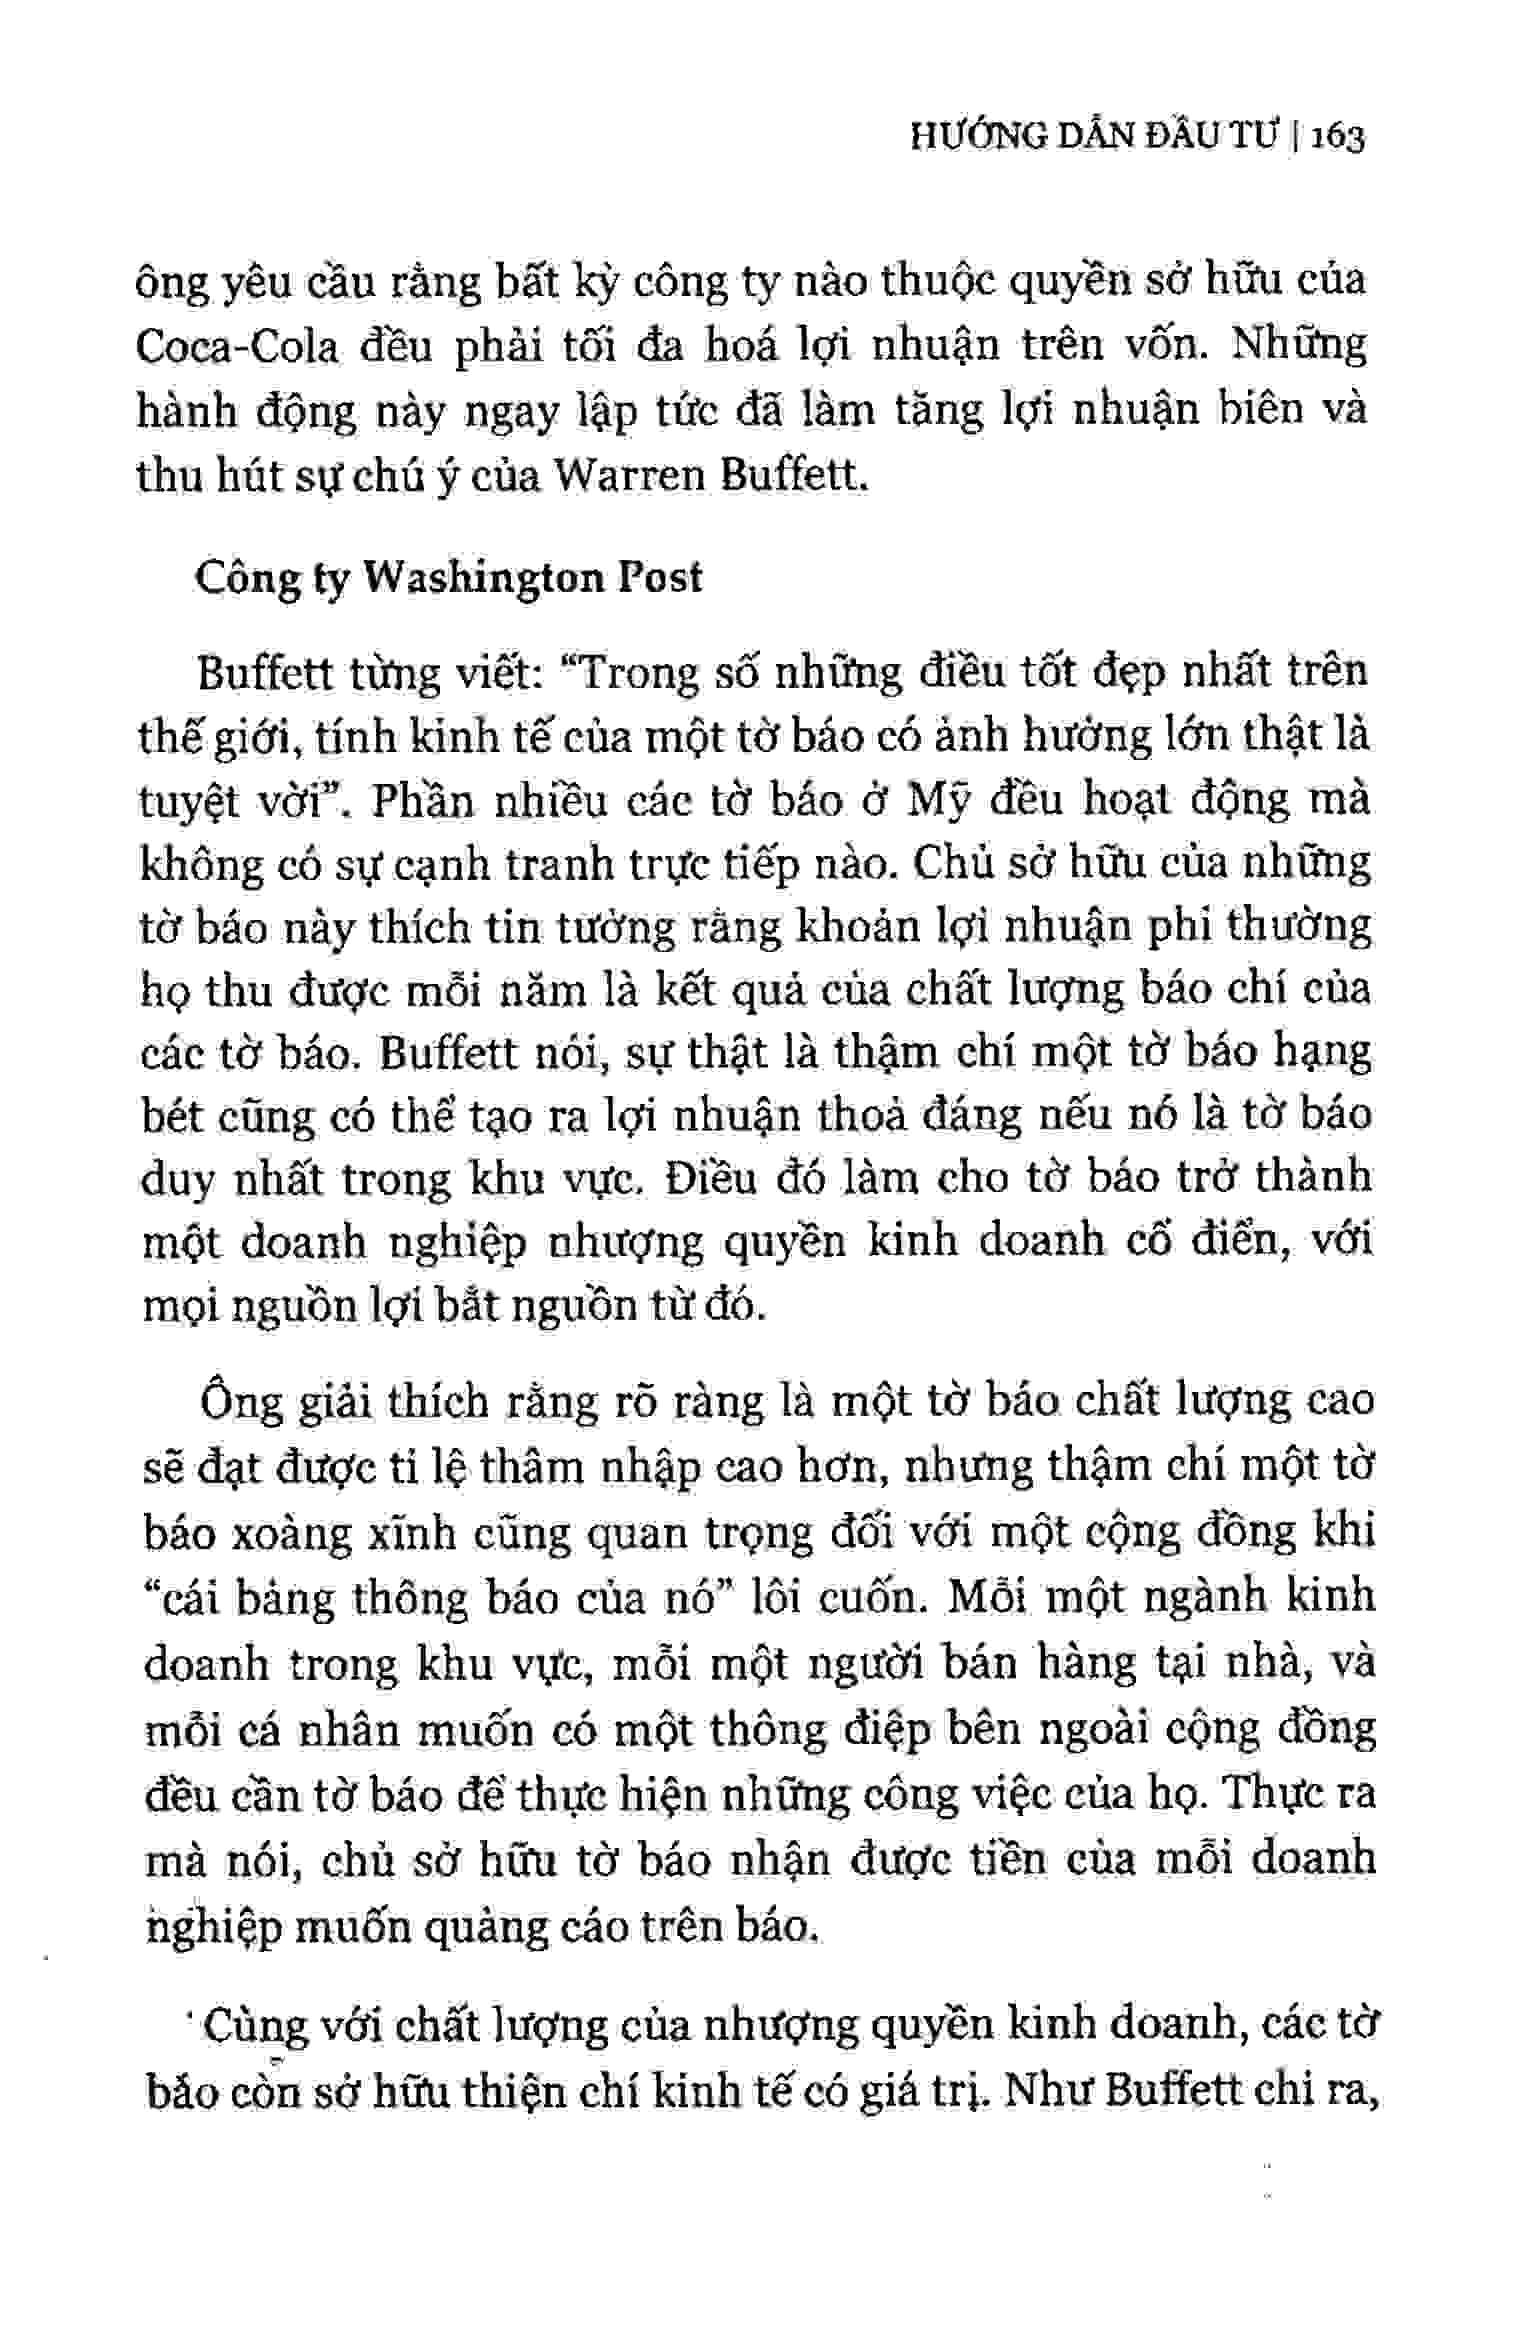 HƯỚNG DẪN ĐẦU TƯ | 163
ông yêu cầu rằng bất kỳ công ty nào thuộc quyền sở hữu của
Coca-Cola đều phải tối đa hoá lợi nhuận trên vốn. Những
hành động này ngay lập tức đã làm tăng lợi nhuận biên và
thu hút sự chú ý của Warren Buffett.
Công ty Washington Post
Buffett từng viết: “Trong số những điều tốt đẹp nhất trên
thế giới, tính kinh tế của một tờ báo có ảnh hưởng lớn thật là
tuyệt vời”. Phần nhiều các tờ báo ở Mỹ đều hoạt động mà
không có sự cạnh tranh trực tiếp nào. Chủ sở hữu của những
tờ báo này thích tin tưởng rằng khoản lợi nhuận phi thường
họ thu được mỗi năm là kết quả của chất lượng báo chí của
các tờ báo. Buffett nói, sự thật là thậm chí một tờ báo hạng
bét cũng có thể tạo ra lợi nhuận thoả đáng nếu nó là tờ báo
duy nhất trong khu vực. Điều đó làm cho tờ báo trở thành
một doanh nghiệp nhượng quyền kinh doanh cổ điển, với
mọi nguồn lợi bắt nguồn từ đó.
Ông giải thích rằng rõ ràng là một tờ báo chất lượng cao
sẽ đạt được tỉ lệ thâm nhập cao hơn, nhưng thậm chí một tờ
báo xoàng xĩnh cũng quan trọng đối với một cộng đồng khi
“cái bảng thông báo của nó” lôi cuốn. Mỗi một ngành kinh
doanh trong khu vực, mỗi một người bán hàng tại nhà, và
mỗi cá nhân muốn có một thông điệp bên ngoài cộng đồng
đều cần tờ báo để thực hiện những công việc của họ. Thực ra
mà nói, chủ sở hữu tờ báo nhận được tiền của mỗi doanh
nghiệp muốn quảng cáo trên báo.
Cùng với chất lượng của nhượng quyền kinh doanh, các tờ
báo còn sở hữu thiện chí kinh tế có giá trị. Như Buffett chỉ ra,